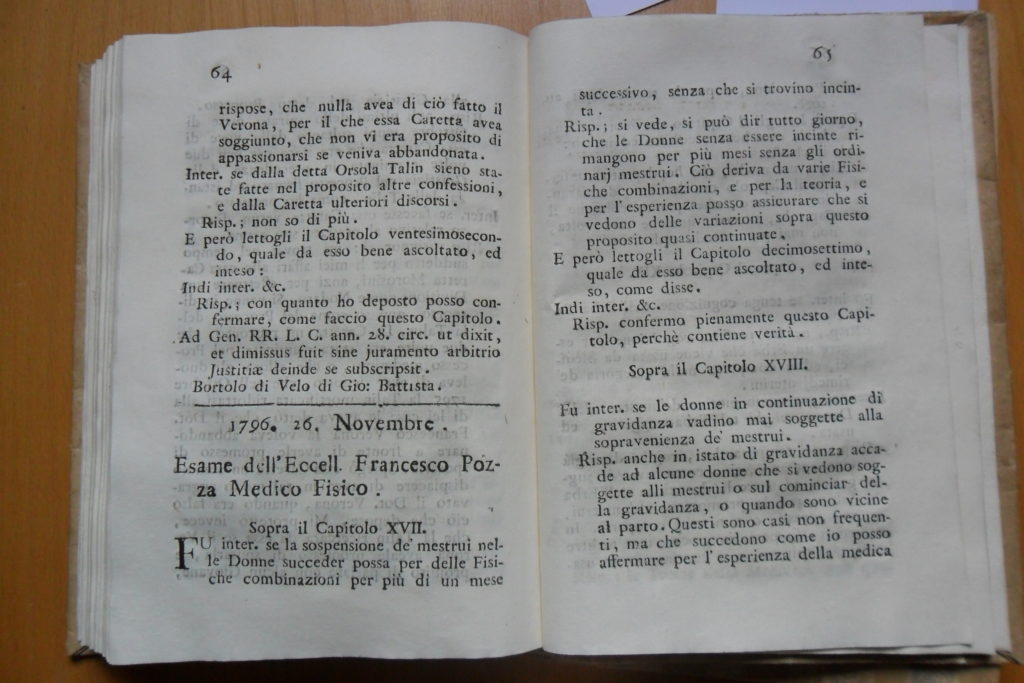 64
rispose, che nulla avea di ciò fatto il
Verona, per il che essa Caretta avea
soggiunto, che non vi era proposito di
appassionarsi se veniva abbandonata.
Inter. se dalla detta Orsola Talin sieno sta-
te fatte nel proposito altre confessioni,
e dalla Caretta ulteriori discorsi.
Risp.; non so di più.
E però lettogli il Capitolo ventesimosecon-
do, quale da esso bene ascoltato, ed
inteso:
Indi inter. &c.
Risp.; con quanto ho deposto posso con-
fermare, come faccio questo Capitolo.
Ad Gen. RR. L. C. ann. 28. circ. ut dixit,
et dimissus fuit sine juramento arbitrio
Justitiæ deinde se subscripsit.
Bortolo di Velo di Gio: Battista.
1796. 26. Novembre.
Esame dell'Eccell. Francesco Poz-
za Medico Fisico.
Sopra il Capitolo XVII.
FU inter. se la sospensione de' mestrui nel-
le Donne succeder possa per delle Fisi-
che combinazioni per più di un mese
65
successivo, senza che si trovino incin-
ta.
Risp.; si vede, si può dir tutto giorno,
che le Donne senza essere incinte ri-
mangono per più mesi senza gli ordi-
narj mestrui. Ciò deriva da varie Fisi-
che combinazioni, e per la teoria, e
per l'esperienza posso assicurare che si
vedono delle variazioni sopra questo
proposito quasi continuate.
E però lettogli il Capitolo decimosettimo,
quale da esso bene ascoltato, ed inte-
so, come disse.
Indi inter. &c.
Risp. confermo pienamente questo Capi-
tolo, perchè contiene verità.
Sopra il Capitolo XVIII.
Fu inter. se le donne in continuazione di
gravidanza vadino mai soggette alla
sopravenienza de' mestrui.
Risp. anche in istato di gravidanza acca-
de ad alcune donne che si vedono sog-
gette alli mestrui o sul cominciar del-
la gravidanza, o quando sono vicine
al parto. Questi sono casi non frequen-
ti, ma che succedono come io posso
affermare per l'esperienza della medica